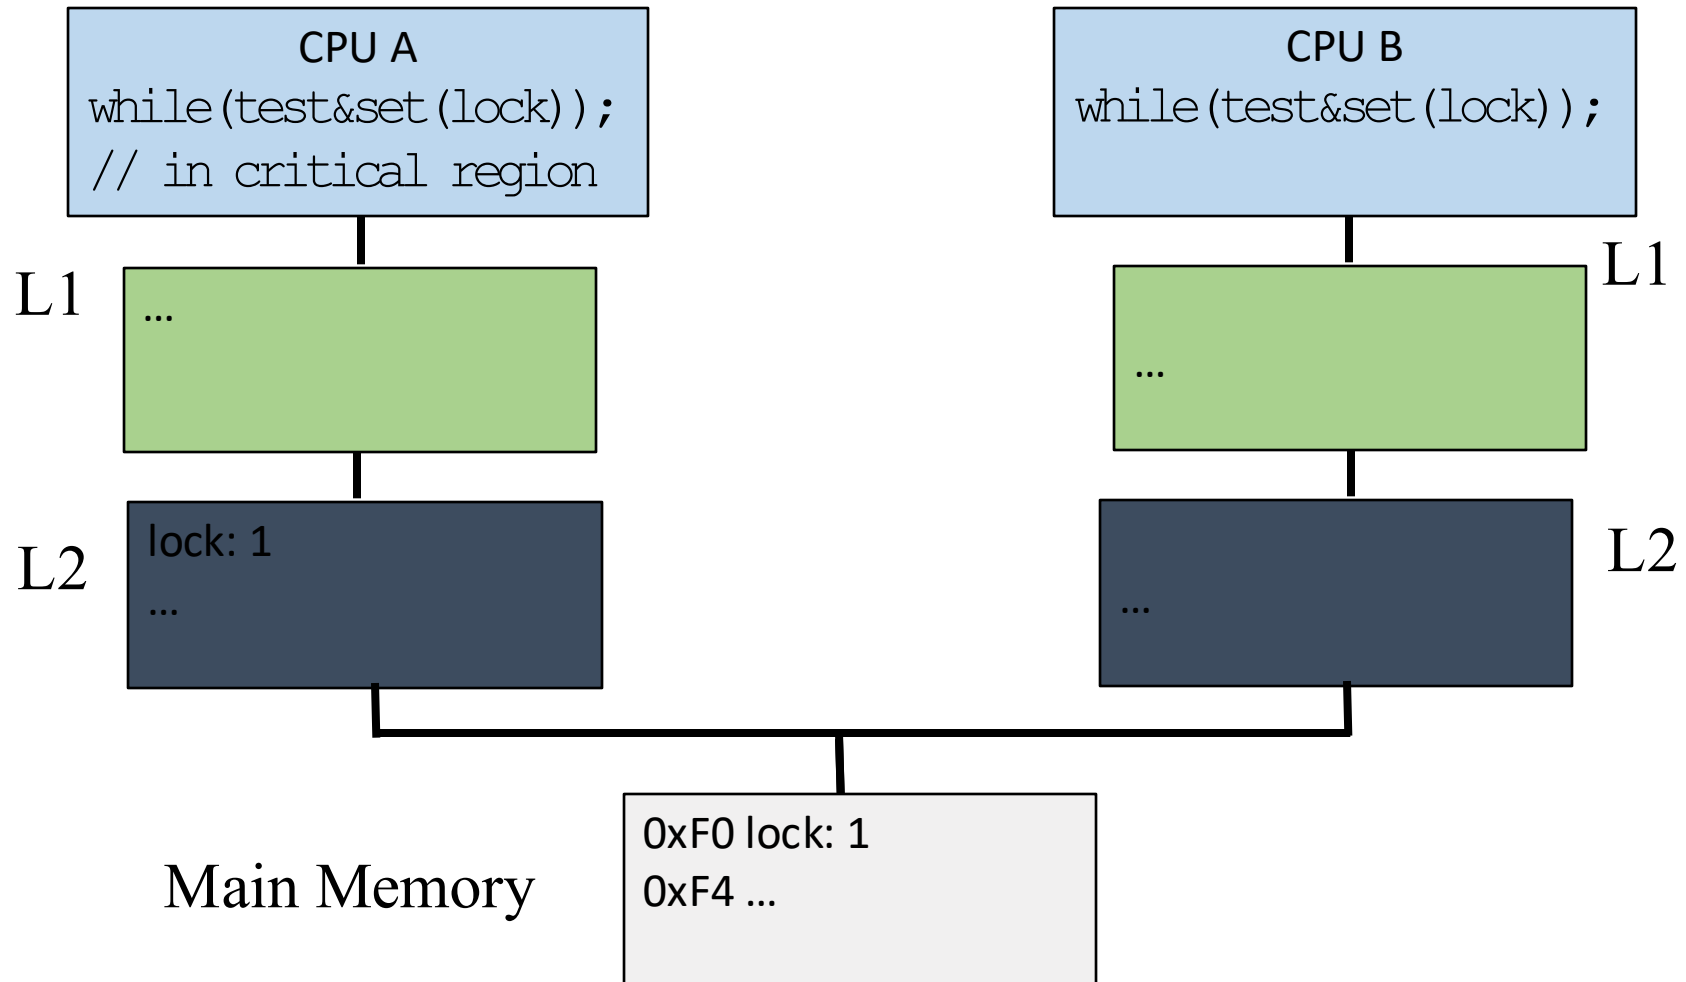 CPU A
while(test&set(lock));
// in critical region
CPU B
while(test&set(lock));
L1
...
L1
...
L2
lock: 1
...
L2
...
Main Memory
0xF0 lock: 1
0xF4 ...